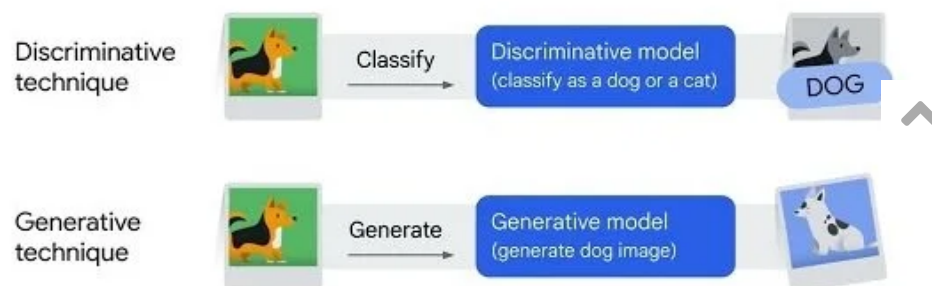 Discriminative
technique
Classify
Discriminative model
(classify as a dog or a cat)
DOG
Generative
technique
Generate
Generative model
(generate dog image)